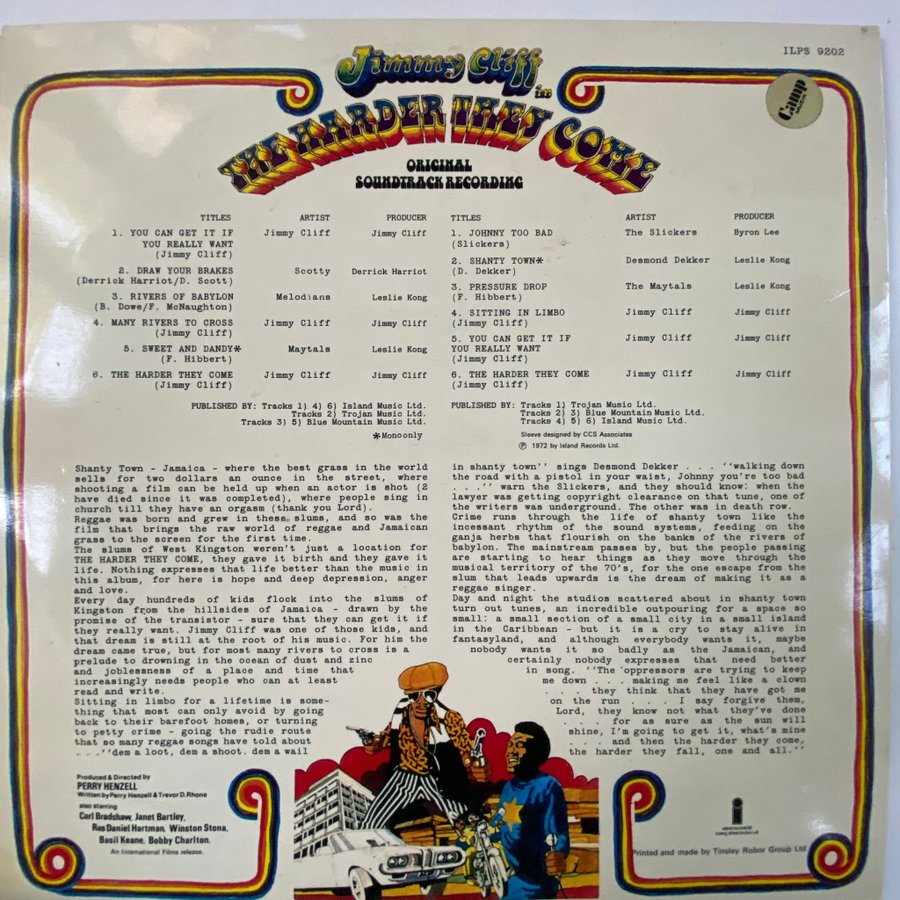 ILPS 9202
Jimmy Cliff
in
THE HARDER THEY COME
ORIGINAL
SOUNDTRACK RECORDING
Camp
MUSIK
TITLES ARTIST PRODUCER
1. YOU CAN GET IT IF Jimmy Cliff Jimmy Cliff
YOU REALLY WANT
(Jimmy Cliff)
2. DRAW YOUR BRAKES Scotty Derrick Harriot
(Derrick Harriot/D. Scott)
3. RIVERS OF BABYLON Melodians Leslie Kong
(B. Dowe/F. McNaughton)
4. MANY RIVERS TO CROSS Jimmy Cliff Jimmy Cliff
(Jimmy Cliff)
5. SWEET AND DANDY* Maytals Leslie Kong
(F. Hibbert)
6. THE HARDER THEY COME Jimmy Cliff Jimmy Cliff
(Jimmy Cliff)
PUBLISHED BY: Tracks 1) 4) 6) Island Music Ltd.
Tracks 2) Trojan Music Ltd.
Tracks 3) 5) Blue Mountain Music Ltd.
*Mono only
TITLES ARTIST PRODUCER
1. JOHNNY TOO BAD The Slickers Byron Lee
(Slickers)
2. SHANTY TOWN* Desmond Dekker Leslie Kong
(D. Dekker)
3. PRESSURE DROP The Maytals Leslie Kong
(F. Hibbert)
4. SITTING IN LIMBO Jimmy Cliff Jimmy Cliff
(Jimmy Cliff)
5. YOU CAN GET IT IF Jimmy Cliff Jimmy Cliff
YOU REALLY WANT
(Jimmy Cliff)
6. THE HARDER THEY COME Jimmy Cliff Jimmy Cliff
(Jimmy Cliff)
PUBLISHED BY: Tracks 1) Trojan Music Ltd.
Tracks 2) 3) Blue Mountain Music Ltd.
Tracks 4) 5) 6) Island Music Ltd.
Sleeve designed by CCS Associates
Ⓟ 1972 by Island Records Ltd.
Shanty Town - Jamaica - where the best grass in the world
sells for two dollars an ounce in the street, where
shooting a film can be held up when an actor is shot (2
have died since it was completed), where people sing in
church till they have an orgasm (thank you Lord).
Reggae was born and grew in these slums, and so was the
film that brings the raw world of reggae and Jamaican
grass to the screen for the first time.
The slums of West Kingston weren't just a location for
THE HARDER THEY COME, they gave it birth and they gave it
life. Nothing expresses that life better than the music in
this album, for here is hope and deep depression, anger
and love.
Every day hundreds of kids flock into the slums of
Kingston from the hillsides of Jamaica - drawn by the
promise of the transistor - sure that they can get it if
they really want. Jimmy Cliff was one of those kids, and
that dream is still at the root of his music. For him the
dream came true, but for most many rivers to cross is a
prelude to drowning in the ocean of dust and zinc
and joblessness of a place and time that
increasingly needs people who can at least
read and write.
Sitting in limbo for a lifetime is some-
thing that most can only avoid by going
back to their barefoot homes, or turning
to petty crime - going the rudie route
that so many reggae songs have told about
. . .''dem a loot, dem a shoot, dem a wail
in shanty town'' sings Desmond Dekker . . . ''walking down
the road with a pistol in your waist, Johnny you're too bad
. . . .'' warn the Slickers, and they should know: when the
lawyer was getting copyright clearance on that tune, one of
the writers was underground. The other was in death row.
Crime runs through the life of shanty town like the
incessant rhythm of the sound systems, feeding on the
ganja herbs that flourish on the banks of the rivers of
babylon. The mainstream passes by, but the people passing
are starting to hear things as they move through the
musical territory of the 70's, for the one escape from the
slum that leads upwards is the dream of making it as a
reggae singer.
Day and night the studios scattered about in shanty town
turn out tunes, an incredible outpouring for a space so
small: a small section of a small city in a small island
in the Caribbean - but it is a cry to stay alive in
fantasyland, and although everybody wants it, maybe
nobody wants it so badly as the Jamaican, and
certainly nobody expresses that need better
in song. ''The oppressors are trying to keep
me down . . . making me feel like a clown
. . . . they think that they have got me
on the run . . . . I say forgive them,
Lord, they know not what they've done
. . . . for as sure as the sun will
shine, I'm going to get it, what's mine
. . . and then the harder they come,
the harder they fall, one and all.''
Produced & Directed by
PERRY HENZELL
Written by Perry Henzell & Trevor D. Rhone
also starring
Carl Bradshaw, Janet Bartley,
Ras Daniel Hartman, Winston Stona,
Basil Keane, Bobby Charlton.
An International Films release.
Printed and made by Tinsley Robor Group Ltd.